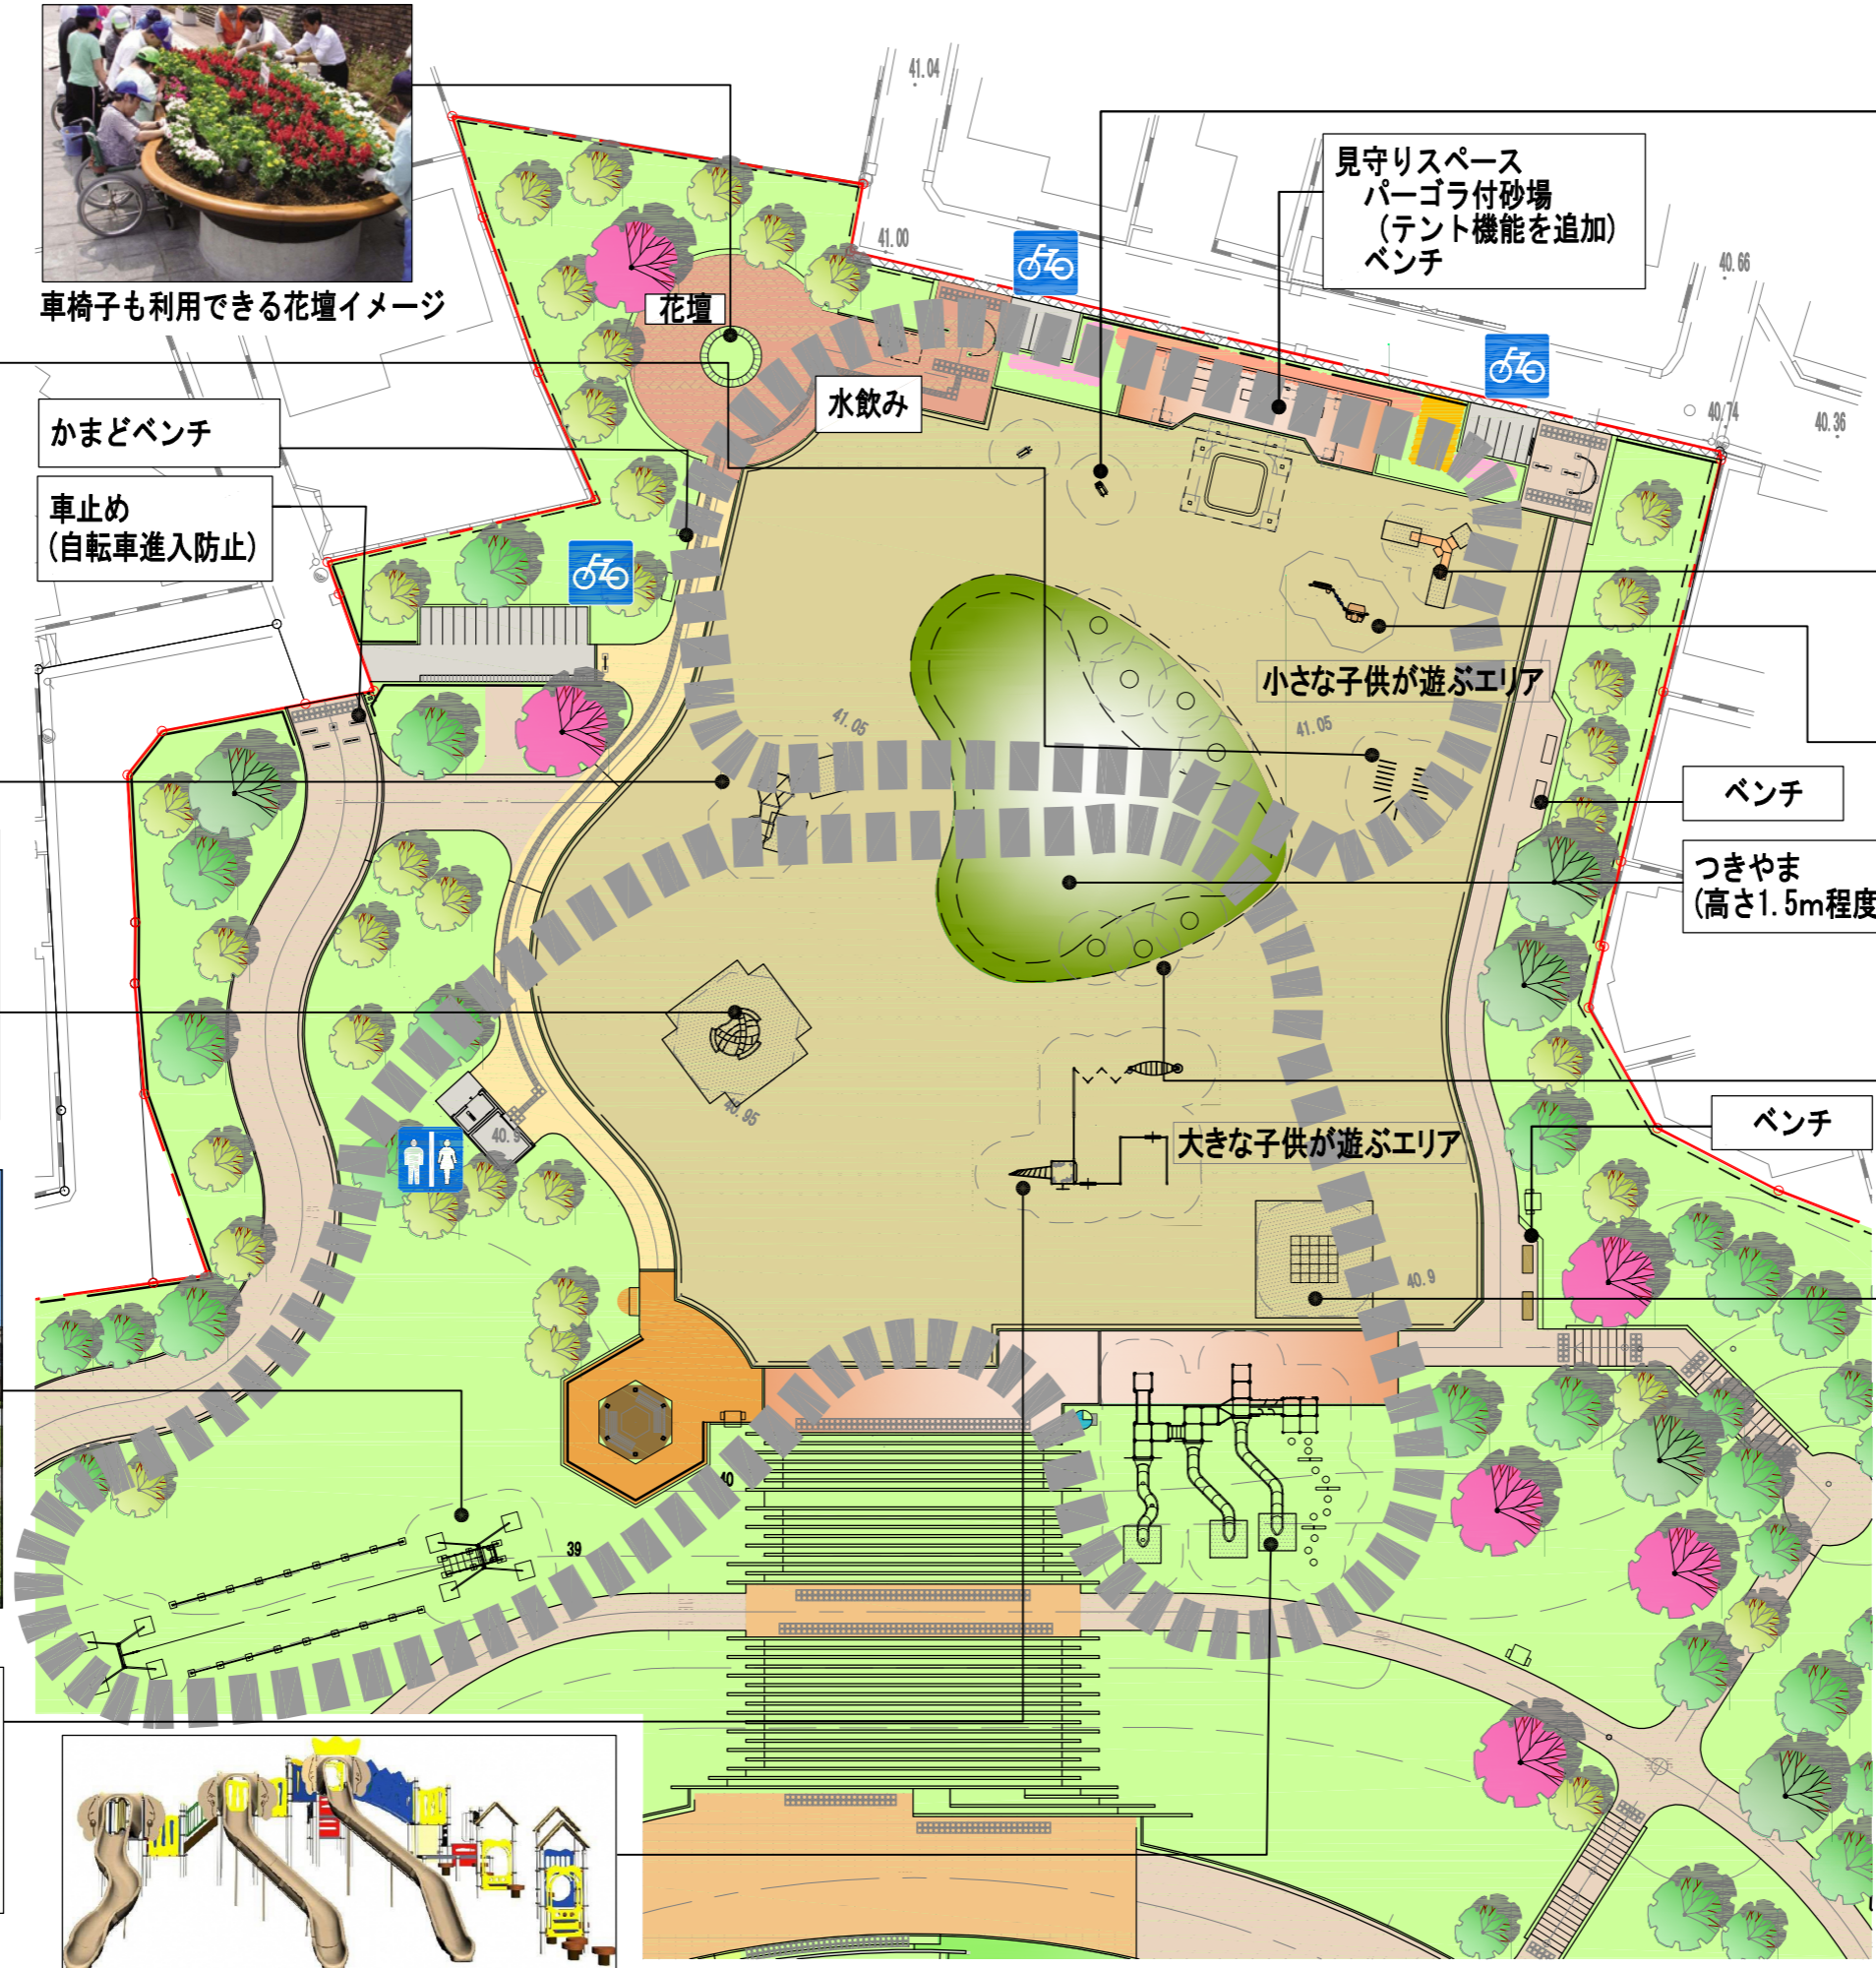 41.04
見守りスペース
パーゴラ付砂場
(テント機能を追加)
ベンチ
41.00
40.66
車椅子も利用できる花壇イメージ
花壇
水飲み
40.74
40.36
かまどベンチ
車止め
(自転車進入防止)
小さな子供が遊ぶエリア
41.05
41.05
ベンチ
つきやま
(高さ1.5m程度
40.95
40.9
ベンチ
大きな子供が遊ぶエリア
40.9
40
39